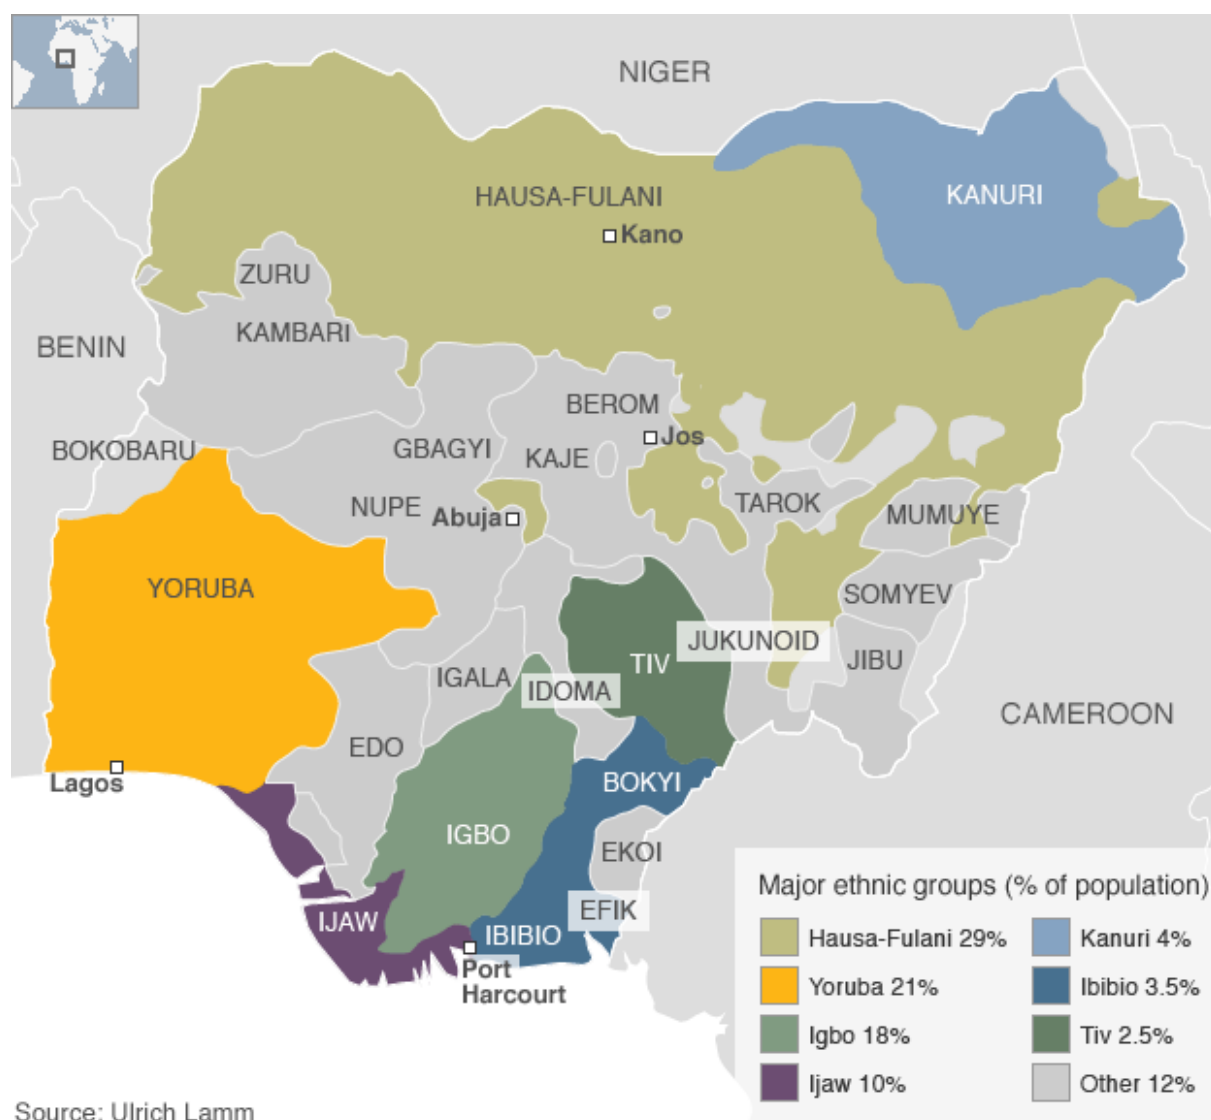 NIGER
HAUSA-FULANI
KANURI
Kano
ZURU
KAMBARI
BENIN
BEROM
Jos
BOKOBARU
GBAGYI
KAJE
NUPE
Abuja
TAROK
MUMUYE
YORUBA
SOMYEV
JUKUNOID
TIV
JIBU
IGALA
IDOMA
CAMEROON
EDO
Lagos
BOKYI
IGBO
EKOI
EFIK
IJAW
IBIBIO
Port
Harcourt
Major ethnic groups (% of population)
Hausa-Fulani 29%
Yoruba 21%
Igbo 18%
Ijaw 10%
Kanuri 4%
Ibibio 3.5%
Tiv 2.5%
Other 12%
Source: Ulrich Lamm